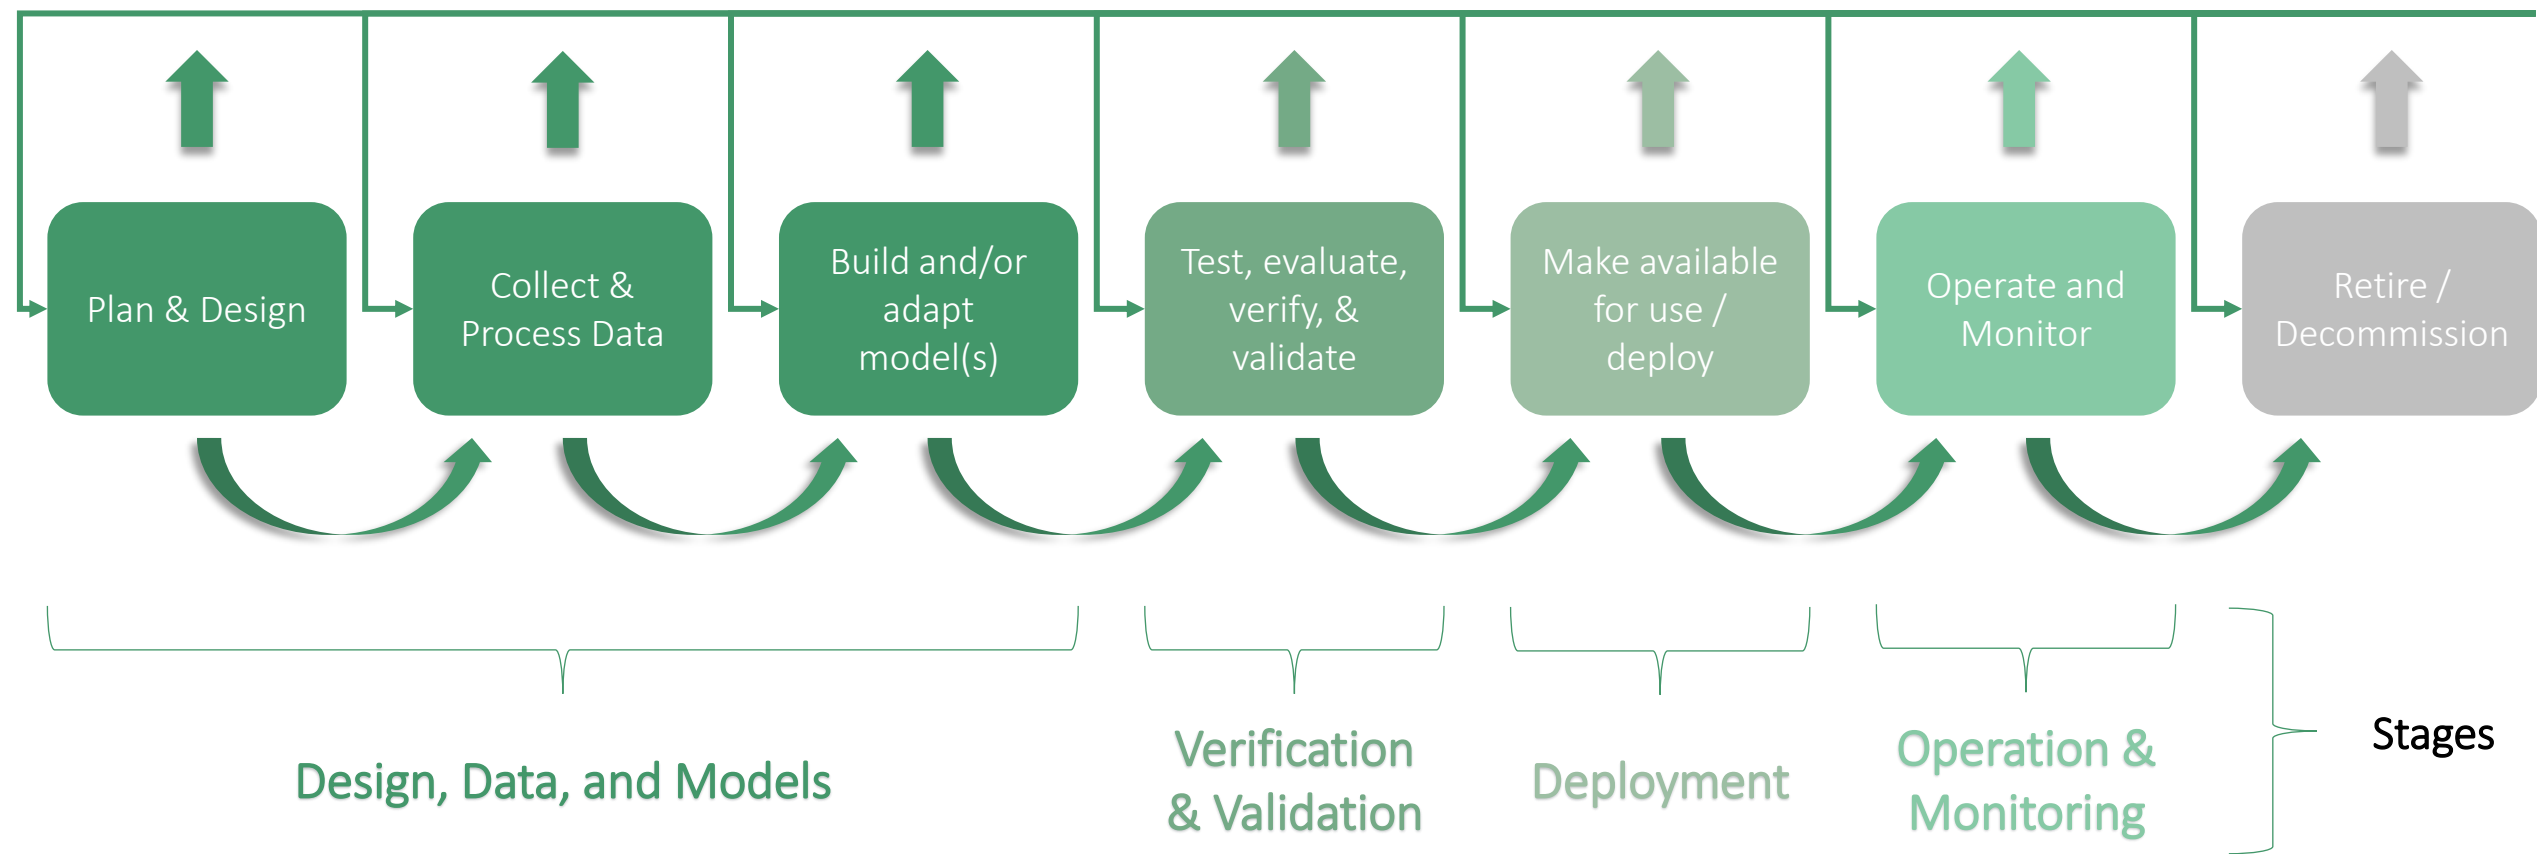 Plan & Design
Collect &
Process Data
Build and/or
adapt
model(s)
Test, evaluate,
verify, &
validate
Make available
for use /
deploy
Operate and
Monitor
Retire /
Decommission
Design, Data, and Models
Verification
& Validation
Deployment
Operation &
Monitoring
Stages